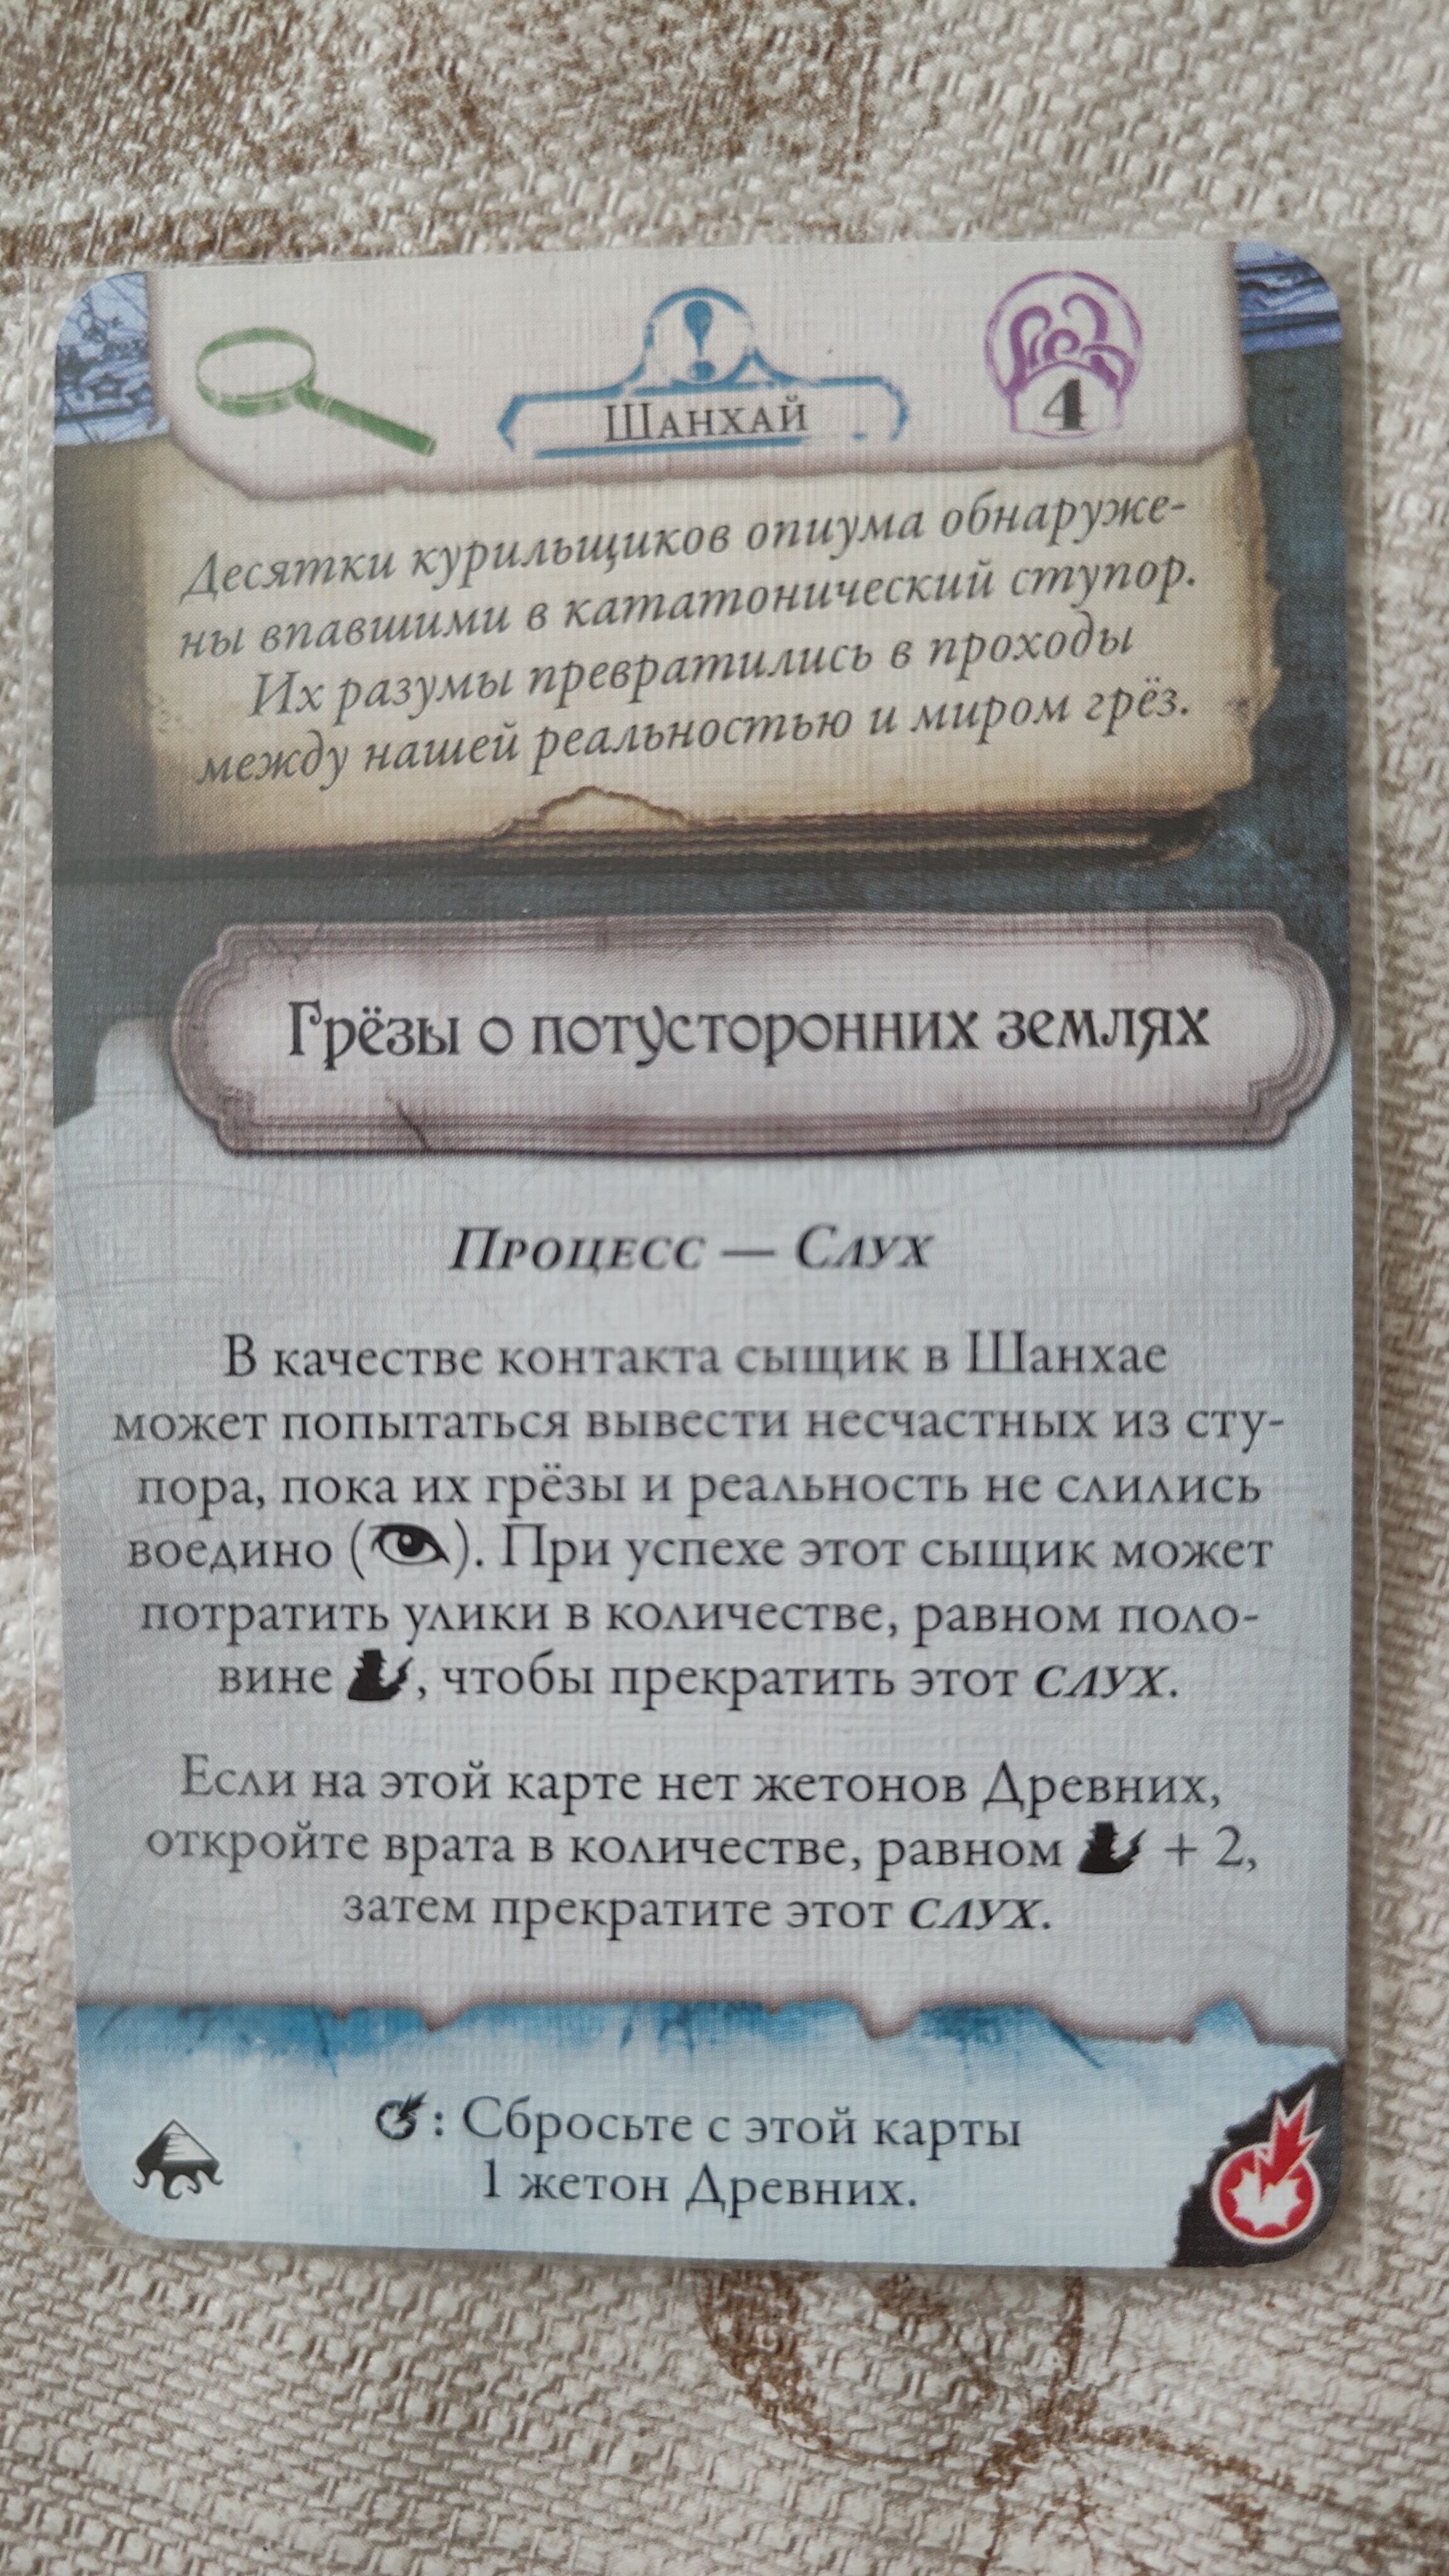 Шанхай
4
Десятки курильщиков опиума обнаруже-
ны впавшими в кататонический ступор.
Их разумы превратились в проходы
между нашей реальностью и миром грёз.
Грёзы о потусторонних землях
Процесс — Слух
В качестве контакта сыщик в Шанхае
может попытаться вывести несчастных из сту-
пора, пока их грёзы и реальность не слились
воедино ( ). При успехе этот сыщик может
потратить улики в количестве, равном поло-
вине , чтобы прекратить этот слух.
Если на этой карте нет жетонов Древних,
откройте врата в количестве, равном + 2,
затем прекратите этот слух.
: Сбросьте с этой карты
1 жетон Древних.